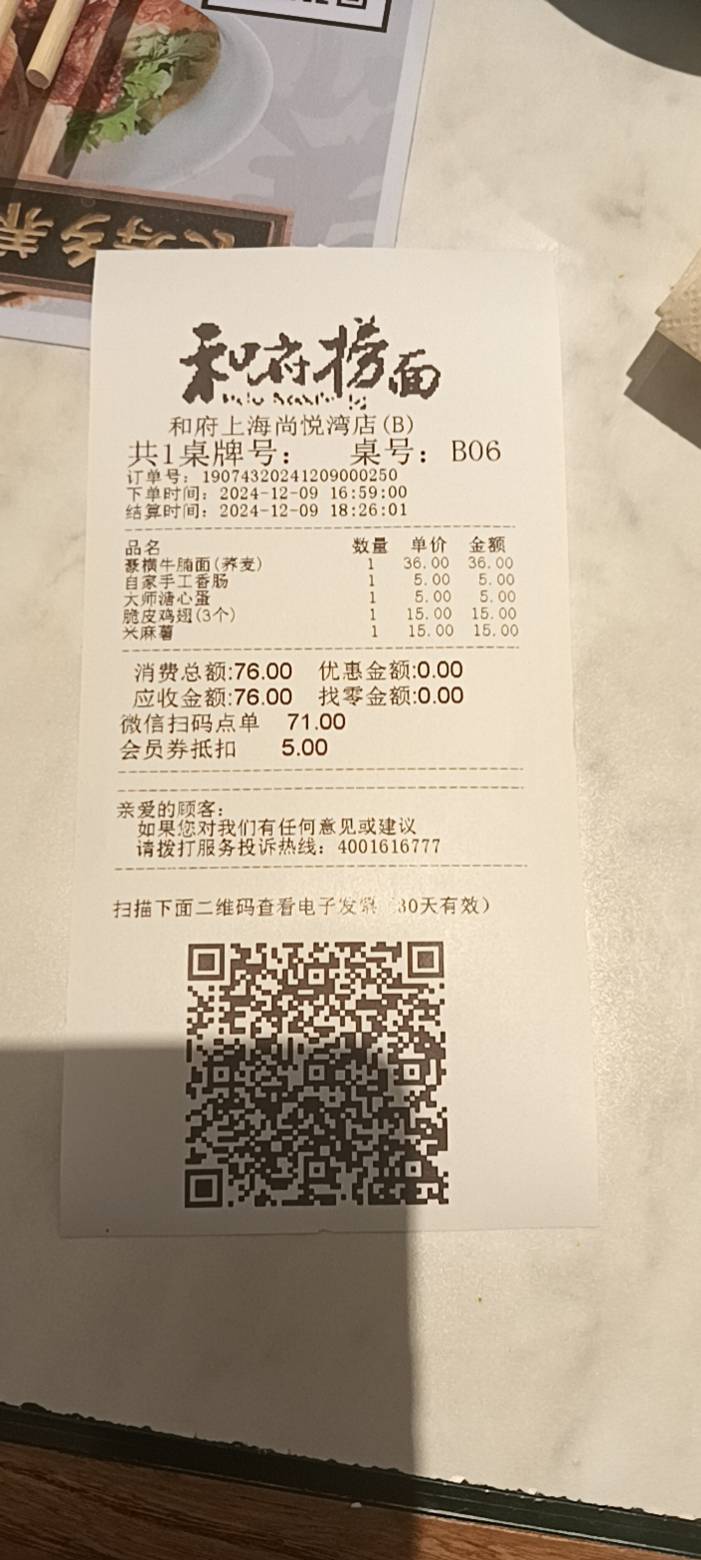 和府捞面
和府上海尚悦湾店(B)
共1桌牌号： 桌号：B06
订单号：19074320241209000250
下单时间：2024-12-09 16:59:00
结算时间：2024-12-09 18:26:01
品名 数量 单价 金额
豪横牛腩面(荞麦) 1 36.00 36.00
自家手工香肠 1 5.00 5.00
大师溏心蛋 1 5.00 5.00
脆皮鸡翅(3个) 1 15.00 15.00
米麻薯 1 15.00 15.00
消费总额:76.00 优惠金额:0.00
应收金额:76.00 找零金额:0.00
微信扫码点单 71.00
会员券抵扣 5.00
亲爱的顾客：
如果您对我们有任何意见或建议
请拨打服务投诉热线：4001616777
扫描下面二维码查看电子发票 30天有效）